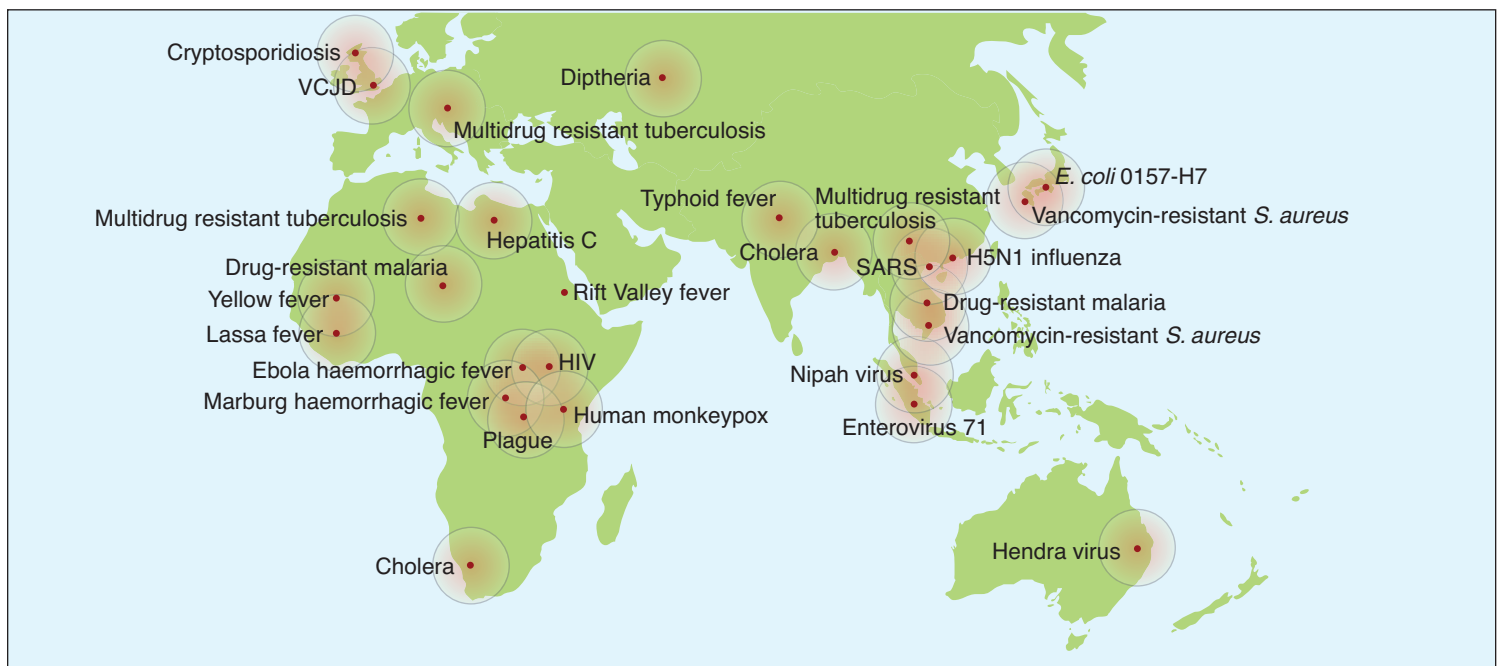 Cryptosporidiosis
VCJD
Diptheria
Multidrug resistant tuberculosis
E. coli 0157-H7
Typhoid fever
Multidrug resistant
tuberculosis
Vancomycin-resistant S. aureus
Multidrug resistant tuberculosis
Hepatitis C
Cholera
SARS
H5N1 influenza
Drug-resistant malaria
Yellow fever
Rift Valley fever
Drug-resistant malaria
Lassa fever
Vancomycin-resistant S. aureus
Ebola haemorrhagic fever
HIV
Nipah virus
Marburg haemorrhagic fever
Human monkeypox
Plague
Enterovirus 71
Hendra virus
Cholera